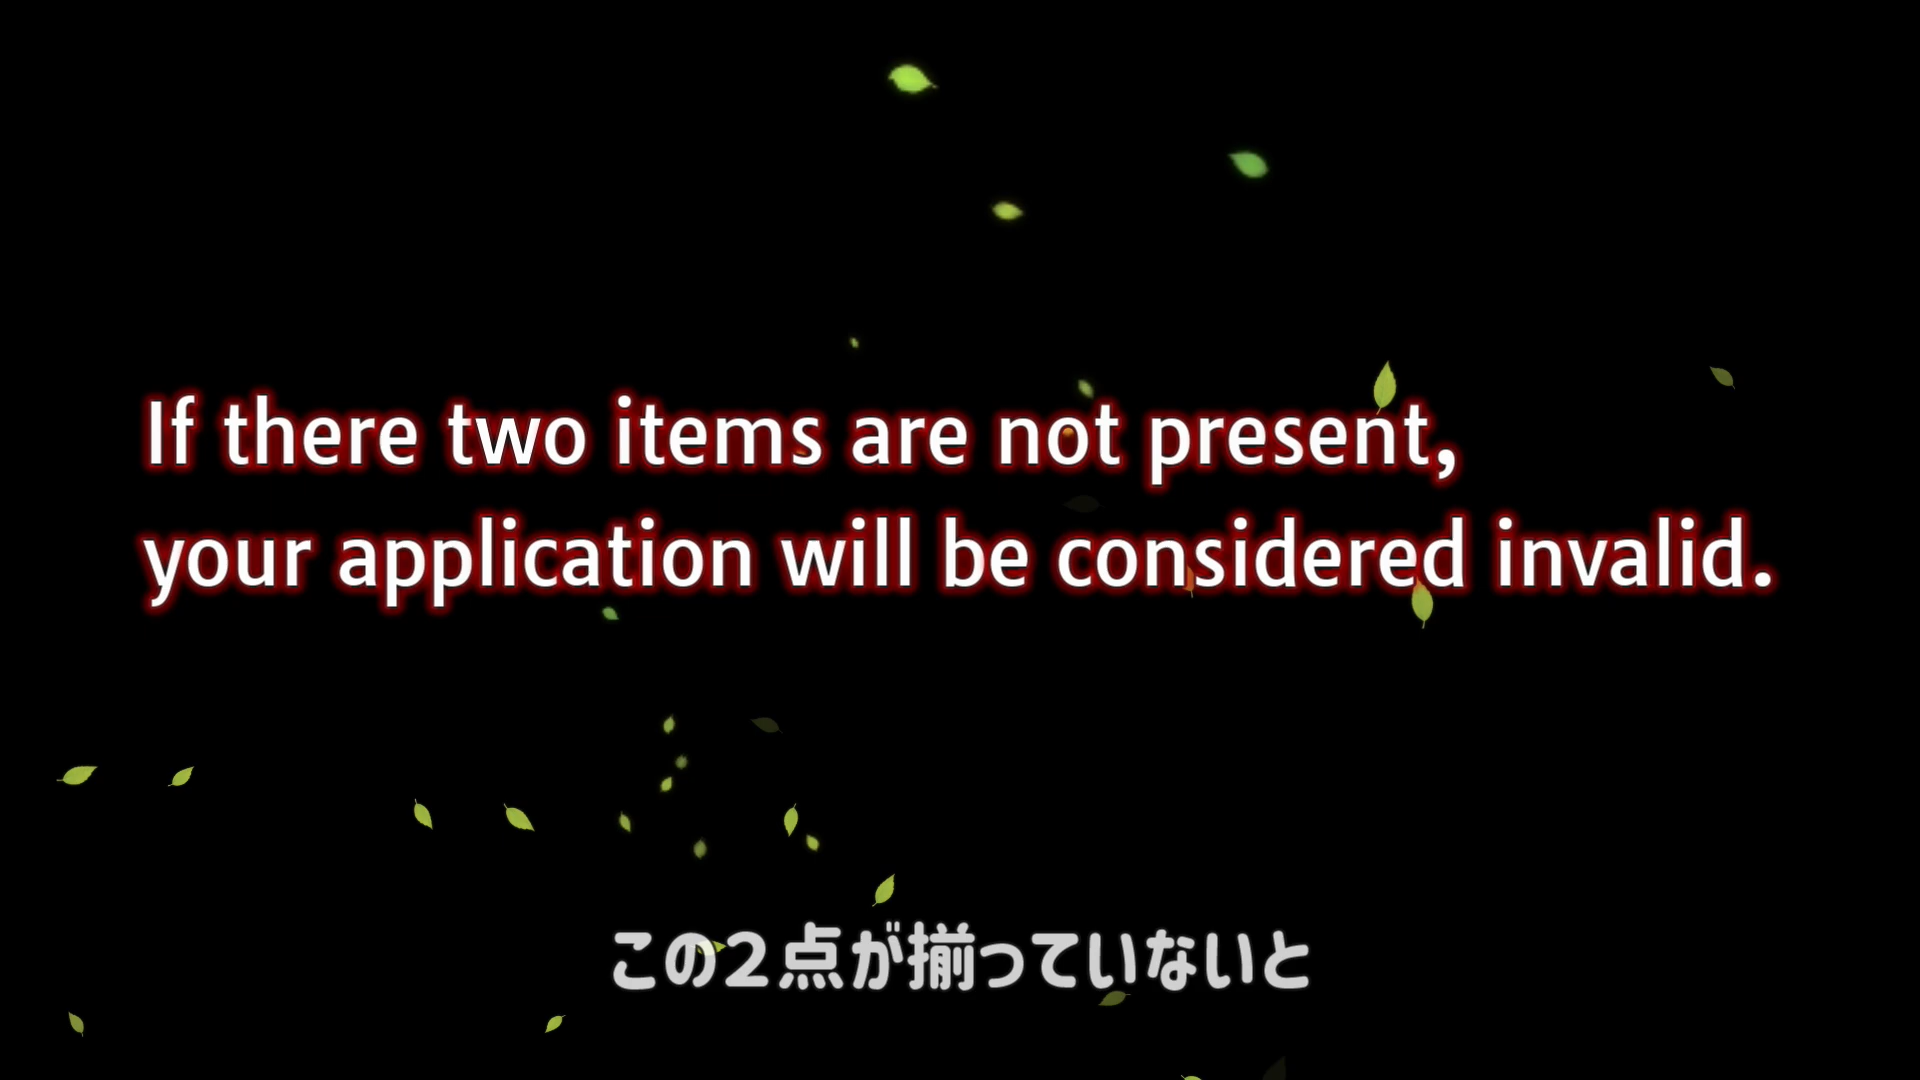 If there two items are not present,
your application will be considered invalid.
この２点が揃っていないと